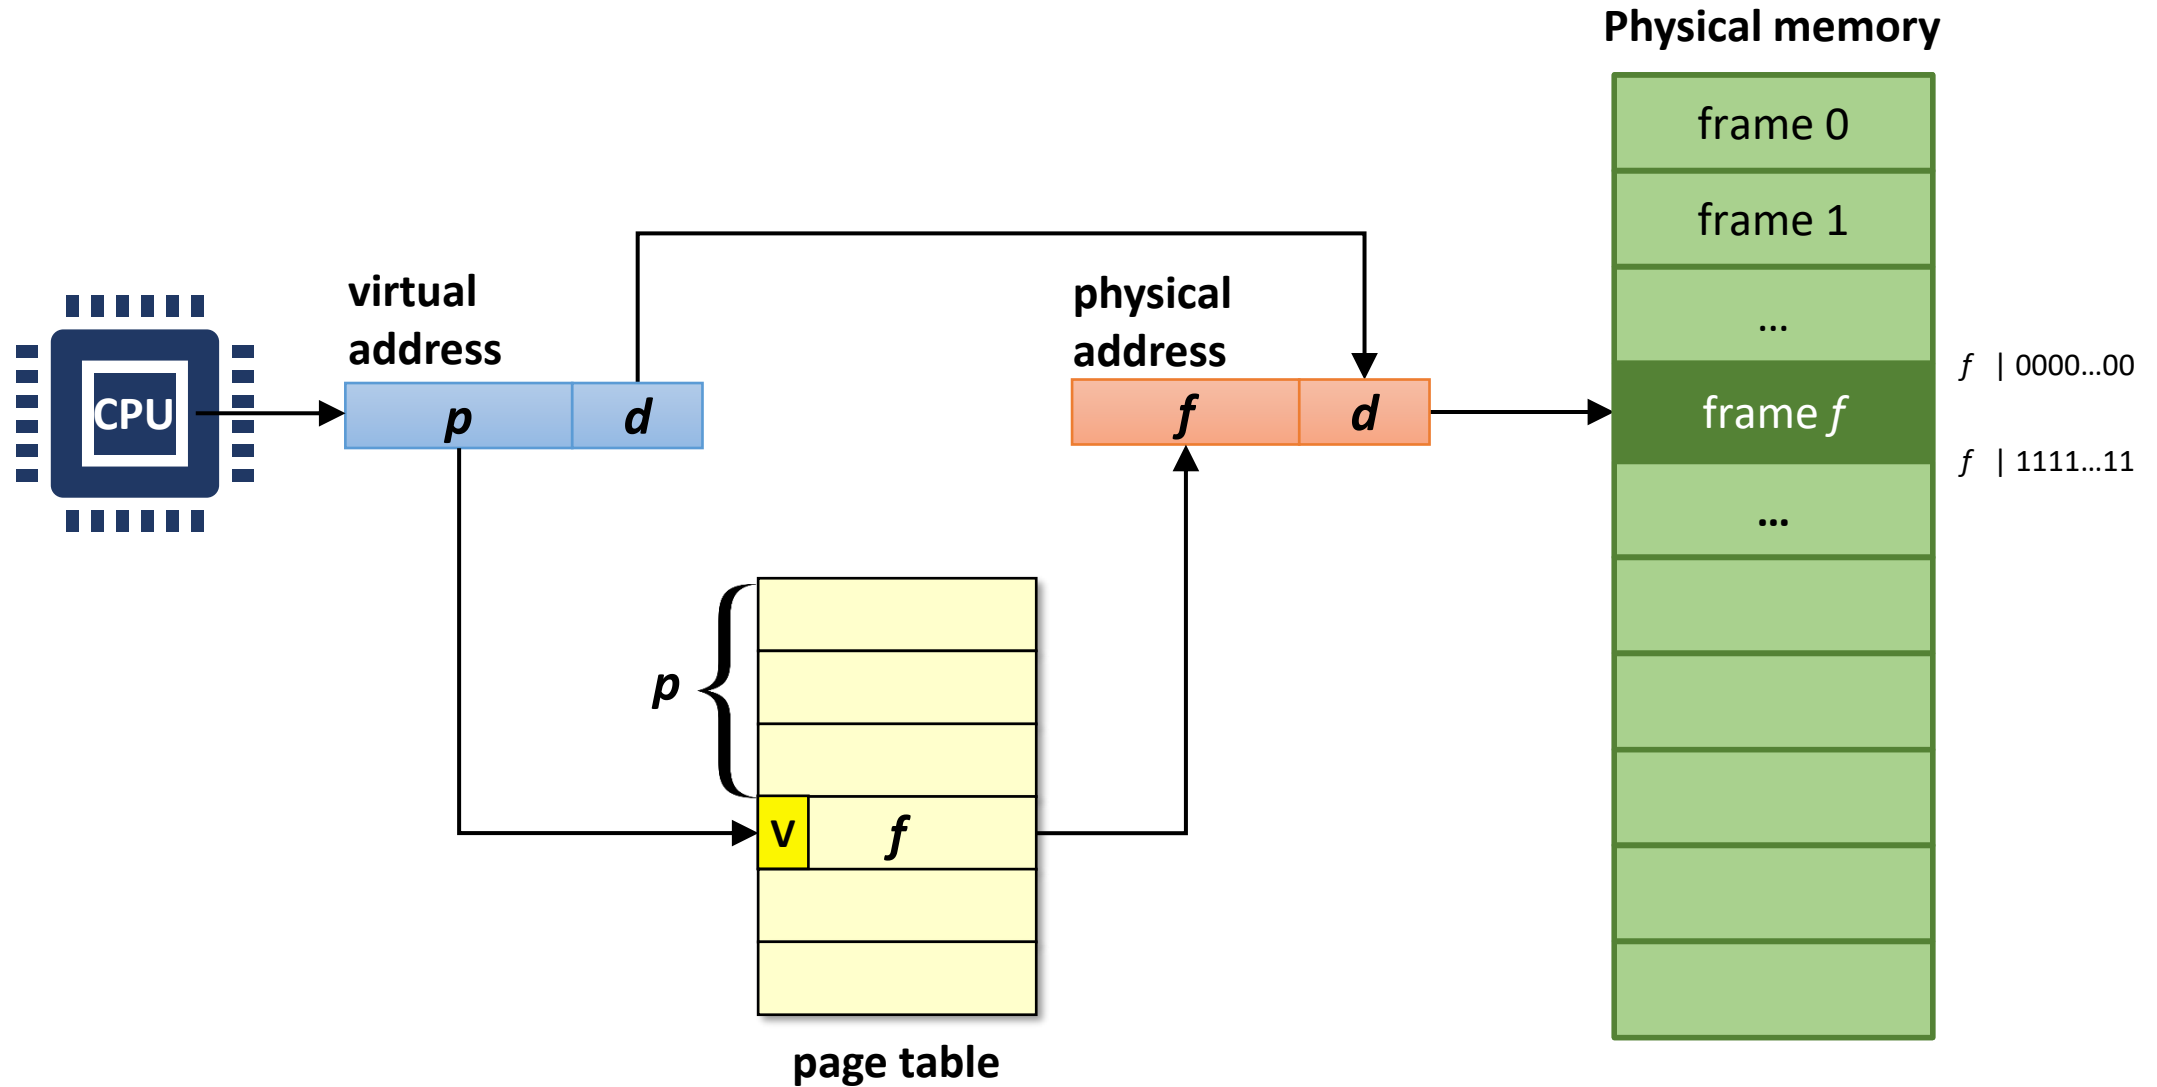 Physical memory
frame 0
frame 1
...
frame f
...
f | 0000...00
f | 1111...11
CPU
virtual
address
p d
physical
address
f d
p
V f
page table